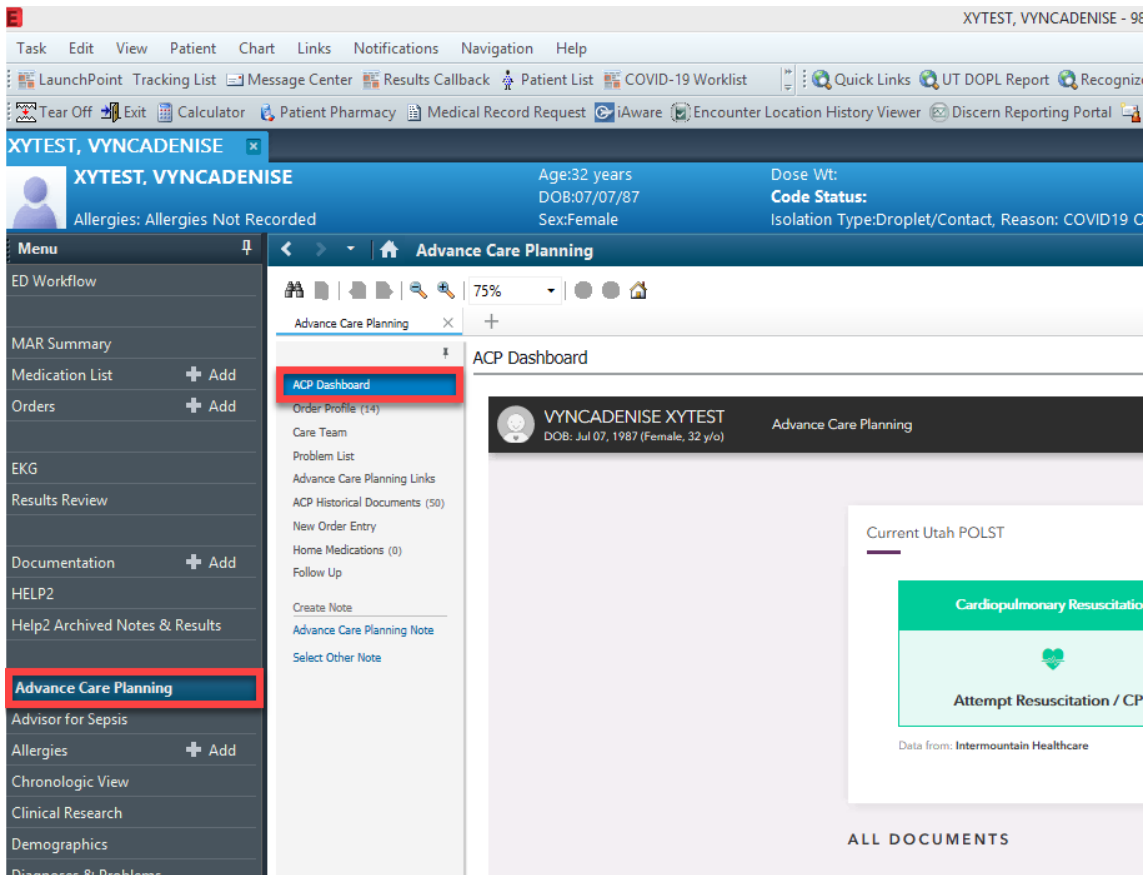 XYTEST, VYNCADENISE - 98
Task Edit View Patient Chart Links Notifications Navigation Help
LaunchPoint Tracking List Message Center Results Callback Patient List COVID-19 Worklist Quick Links UT DOPL Report Recognize
Tear Off Exit Calculator Patient Pharmacy Medical Record Request iAware Encounter Location History Viewer Discern Reporting Portal
XYTEST, VYNCADENISE
XYTEST, VYNCADENISE Age:32 years Dose Wt:
DOB:07/07/87 Code Status:
Allergies: Allergies Not Recorded Sex:Female Isolation Type:Droplet/Contact, Reason: COVID19
Menu
ED Workflow
MAR Summary
Medication List Add
Orders Add
EKG
Results Review
Documentation Add
HELP2
Help2 Archived Notes & Results
Advance Care Planning
Advisor for Sepsis
Allergies Add
Chronologic View
Clinical Research
Demographics
Diagnoses & Problems
Advance Care Planning
75%
Advance Care Planning
ACP Dashboard
Order Profile (14)
Care Team
Problem List
Advance Care Planning Links
ACP Historical Documents (50)
New Order Entry
Home Medications (0)
Follow Up
Create Note
Advance Care Planning Note
Select Other Note
ACP Dashboard
VYNCADENISE XYTEST Advance Care Planning
DOB: Jul 07, 1987 (Female, 32 y/o)
Current Utah POLST
Cardiopulmonary Resuscitatio
Attempt Resuscitation / CP
Data from: Intermountain Healthcare
ALL DOCUMENTS